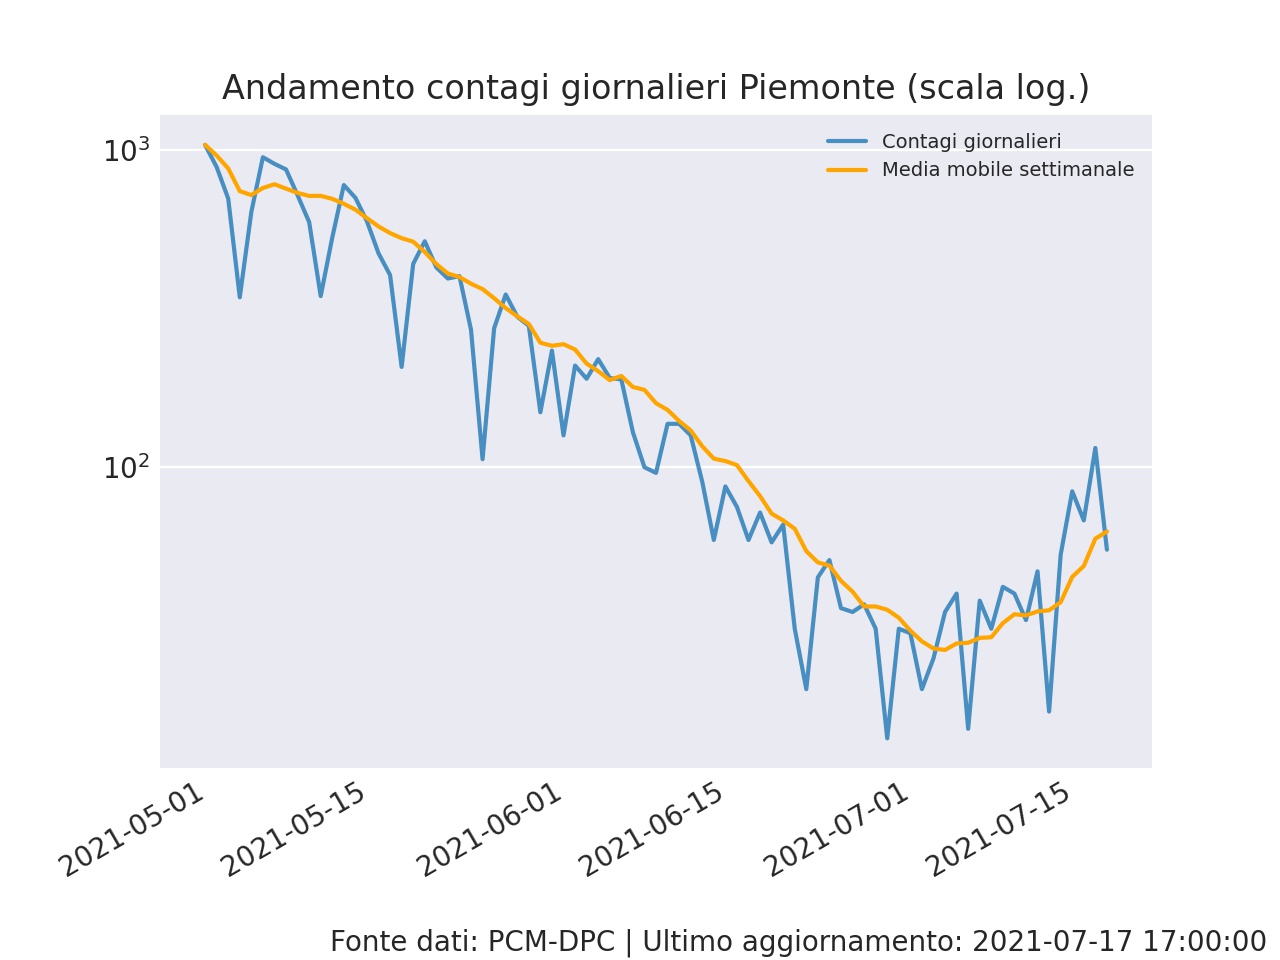 Andamento contagi giornalieri Piemonte (scala log.)
Contagi giornalieri
Media mobile settimanale
10³
10²
2021-05-01
2021-05-15
2021-06-01
2021-06-15
2021-07-01
2021-07-15
Fonte dati: PCM-DPC | Ultimo aggiornamento: 2021-07-17 17:00:00